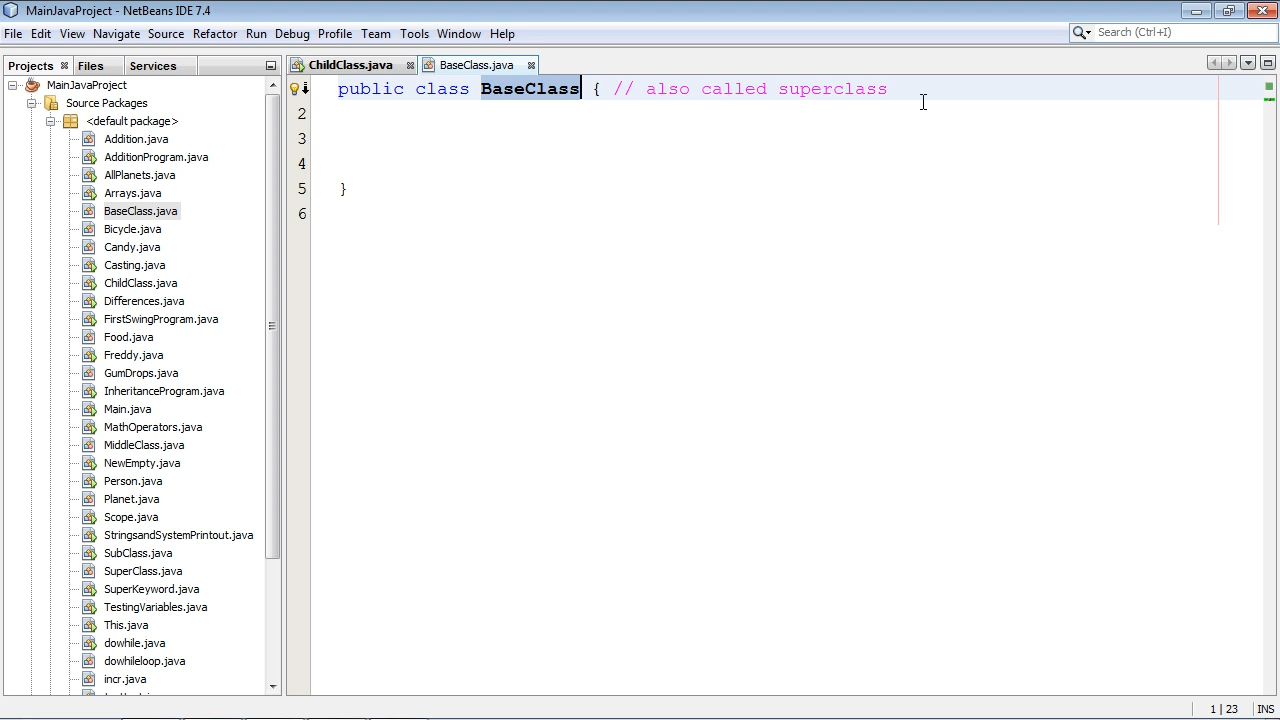 MainJavaProject - NetBeans IDE 7.4
File Edit View Navigate Source Refactor Run Debug Profile Team Tools Window Help
Search (Ctrl+I)
Projects Files Services
ChildClass.java BaseClass.java
MainJavaProject
Source Packages
<default package>
Addition.java
AdditionProgram.java
AllPlanets.java
Arrays.java
BaseClass.java
Bicycle.java
Candy.java
Casting.java
ChildClass.java
Differences.java
FirstSwingProgram.java
Food.java
Freddy.java
GumDrops.java
InheritanceProgram.java
Main.java
MathOperators.java
MiddleClass.java
NewEmpty.java
Person.java
Planet.java
Scope.java
StringsandSystemPrintout.java
SubClass.java
SuperClass.java
SuperKeyword.java
TestingVariables.java
This.java
dowhile.java
dowhileloop.java
incr.java
public class BaseClass { // also called superclass
2
3
4
5 }
6
1 | 23 INS